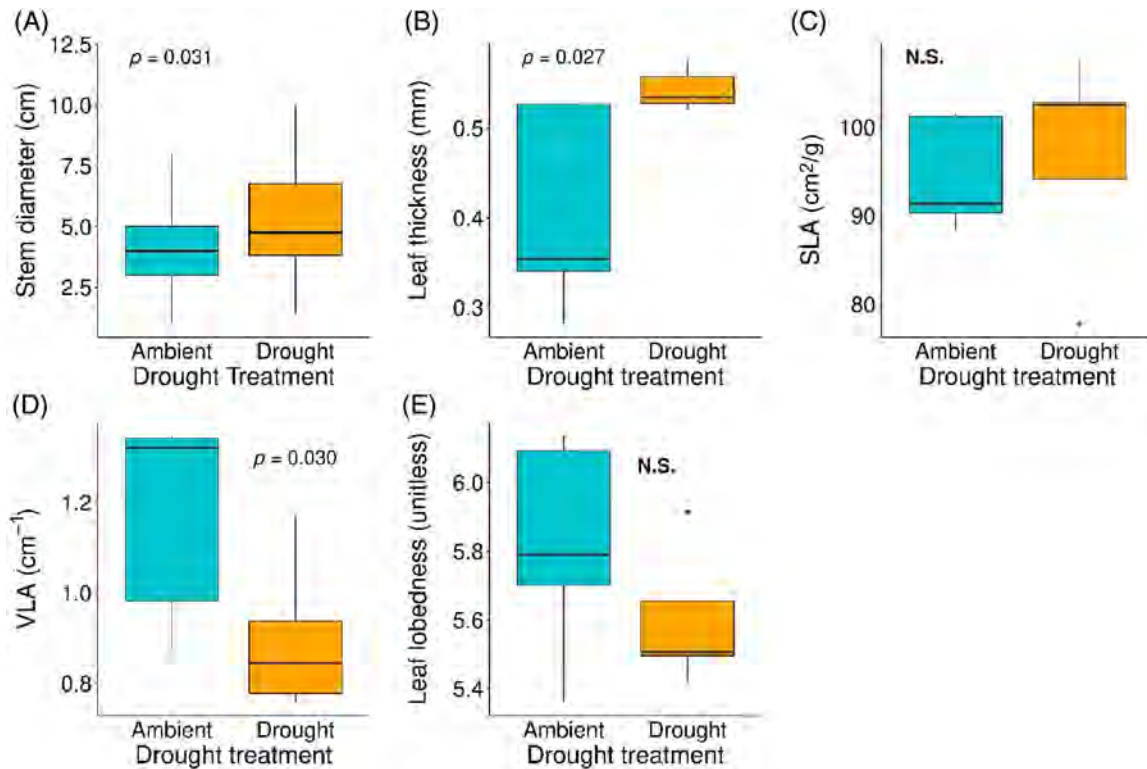 (A)
p = 0.031
Stem diameter (cm)
12.5
10.0
7.5
5.0
2.5
Ambient Drought
Drought Treatment
(B)
p = 0.027
Leaf thickness (mm)
0.5
0.4
0.3
Ambient Drought
Drought treatment
(C)
N.S.
SLA (cm²/g)
100
90
80
Ambient Drought
Drought treatment
(D)
p = 0.030
VLA (cm⁻¹)
1.2
1.0
0.8
Ambient Drought
Drought treatment
(E)
N.S.
Leaf lobedness (unitless)
6.0
5.8
5.6
5.4
Ambient Drought
Drought treatment